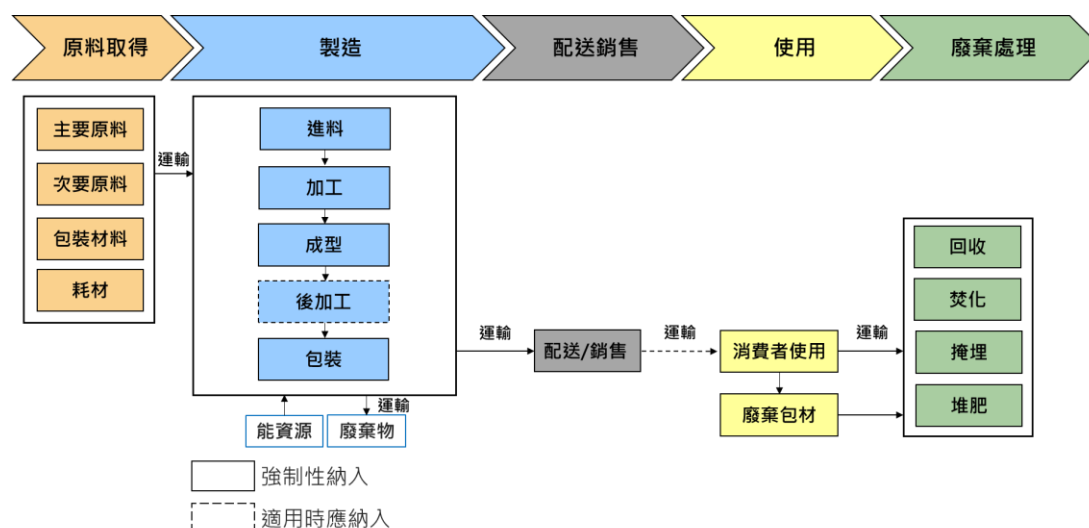 原料取得
製造
配送銷售
使用
廢棄處理
主要原料
次要原料
包裝材料
耗材
運輸
進料
加工
成型
後加工
包裝
能資源
廢棄物
運輸
運輸
配送/銷售
運輸
消費者使用
廢棄包材
運輸
回收
焚化
掩埋
堆肥
強制性納入
適用時應納入